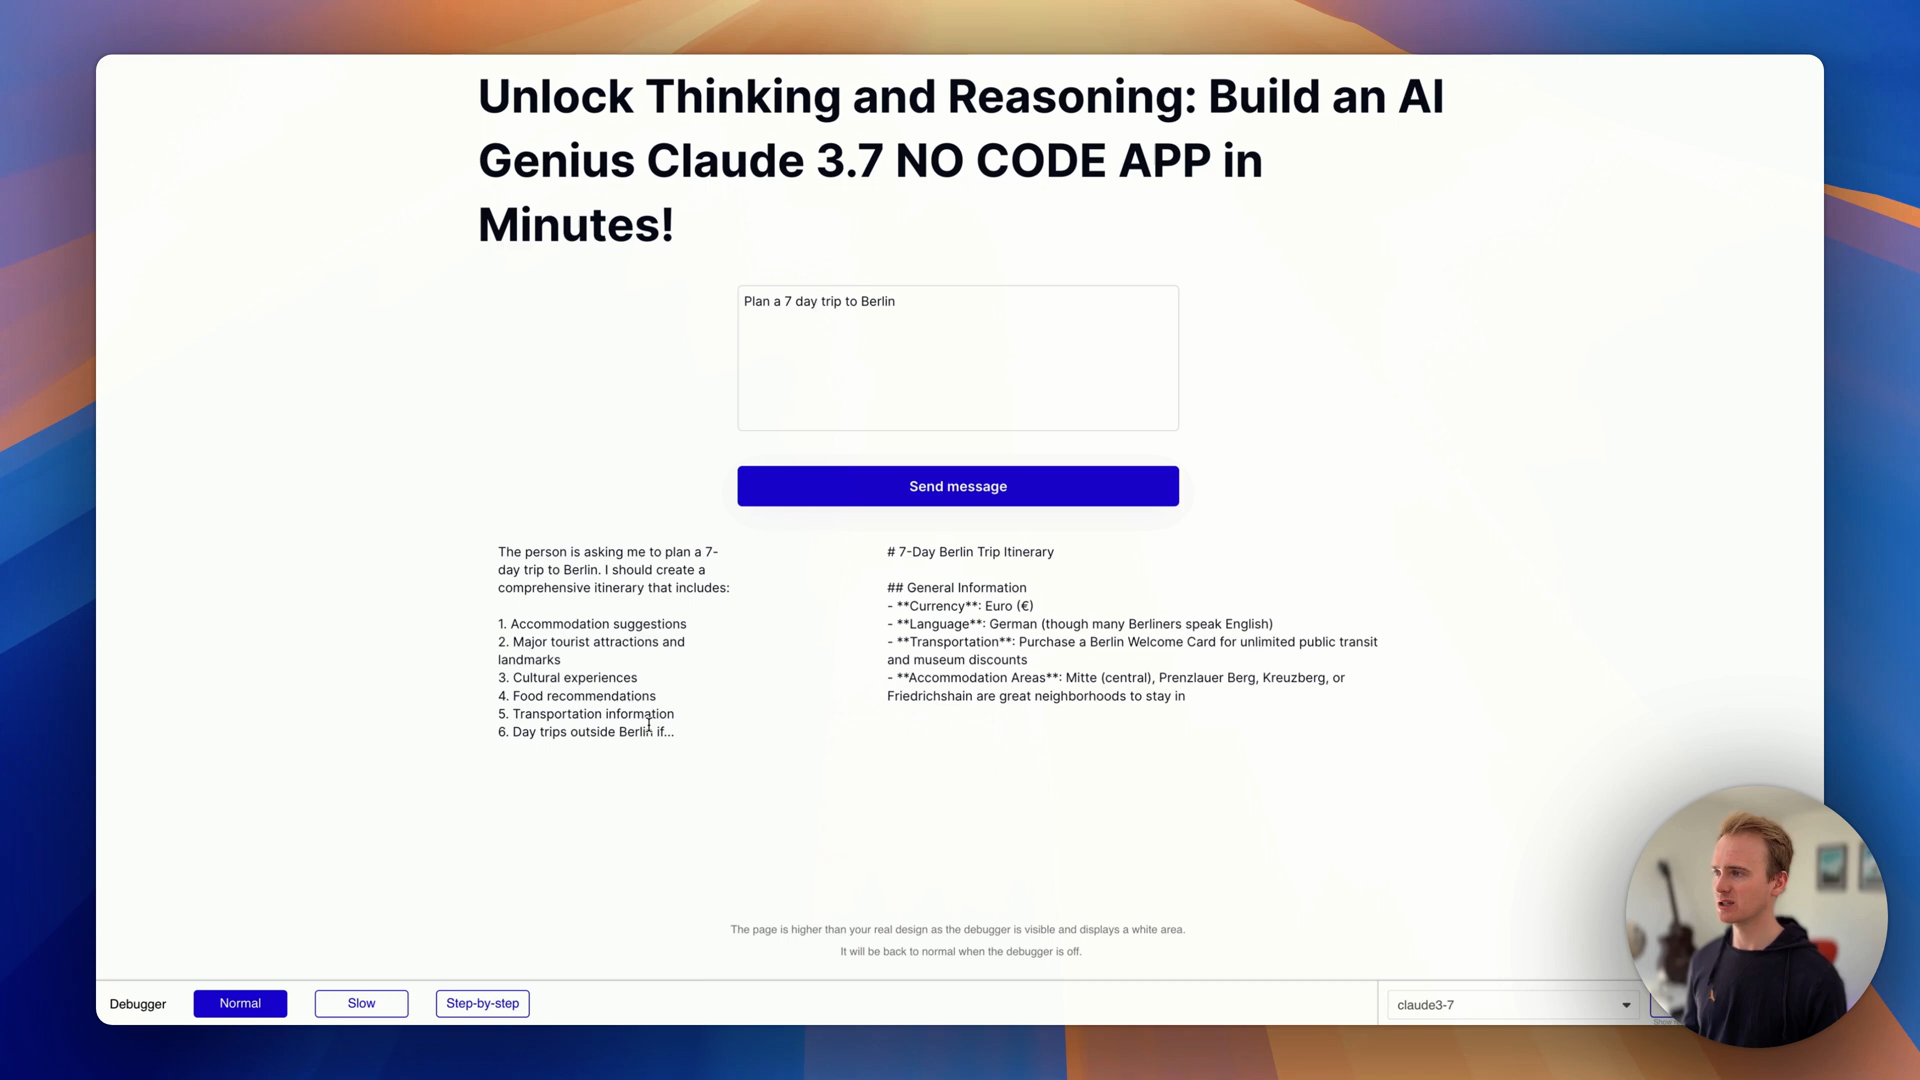 Unlock Thinking and Reasoning: Build an AI
Genius Claude 3.7 NO CODE APP in
Minutes!
Plan a 7 day trip to Berlin
Send message
The person is asking me to plan a 7-
day trip to Berlin. I should create a
comprehensive itinerary that includes:
1. Accommodation suggestions
2. Major tourist attractions and
landmarks
3. Cultural experiences
4. Food recommendations
5. Transportation information
6. Day trips outside Berlin if...
# 7-Day Berlin Trip Itinerary
## General Information
- **Currency**: Euro (€)
- **Language**: German (though many Berliners speak English)
- **Transportation**: Purchase a Berlin Welcome Card for unlimited public transit
and museum discounts
- **Accommodation Areas**: Mitte (central), Prenzlauer Berg, Kreuzberg, or
Friedrichshain are great neighborhoods to stay in
The page is higher than your real design as the debugger is visible and displays a white area.
It will be back to normal when the debugger is off.
Debugger
Normal
Slow
Step-by-step
claude3-7